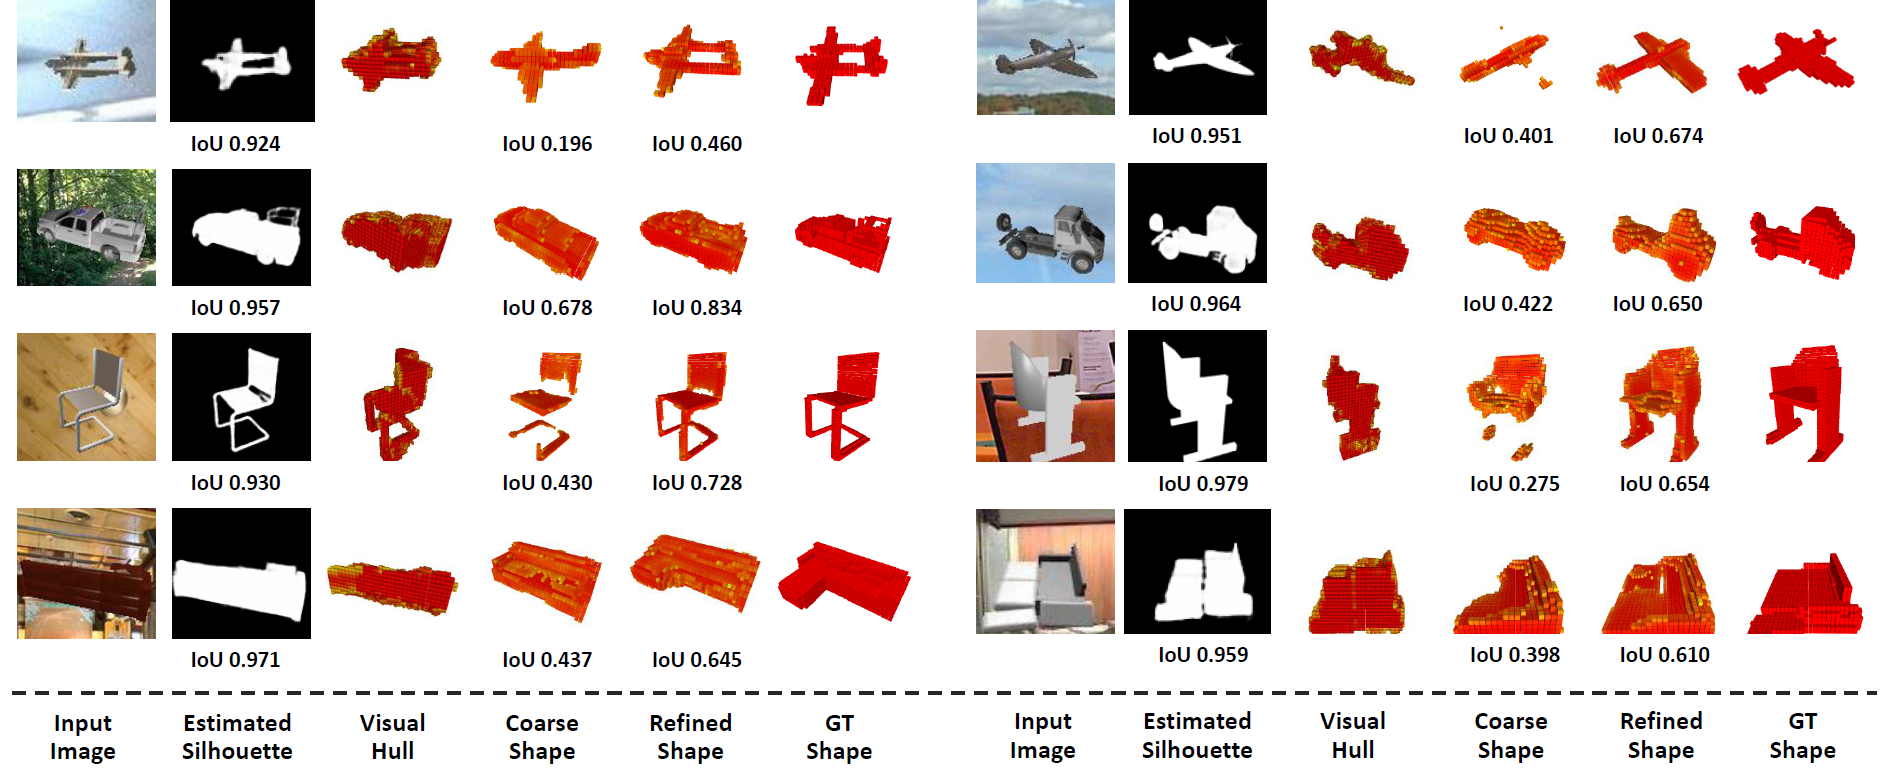 IoU 0.924
IoU 0.196
IoU 0.460
IoU 0.951
IoU 0.401
IoU 0.674
IoU 0.957
IoU 0.678
IoU 0.834
IoU 0.964
IoU 0.422
IoU 0.650
IoU 0.930
IoU 0.430
IoU 0.728
IoU 0.979
IoU 0.275
IoU 0.654
IoU 0.971
IoU 0.437
IoU 0.645
IoU 0.959
IoU 0.398
IoU 0.610
Input
Image
Estimated
Silhouette
Visual
Hull
Coarse
Shape
Refined
Shape
GT
Shape
Input
Image
Estimated
Silhouette
Visual
Hull
Coarse
Shape
Refined
Shape
GT
Shape